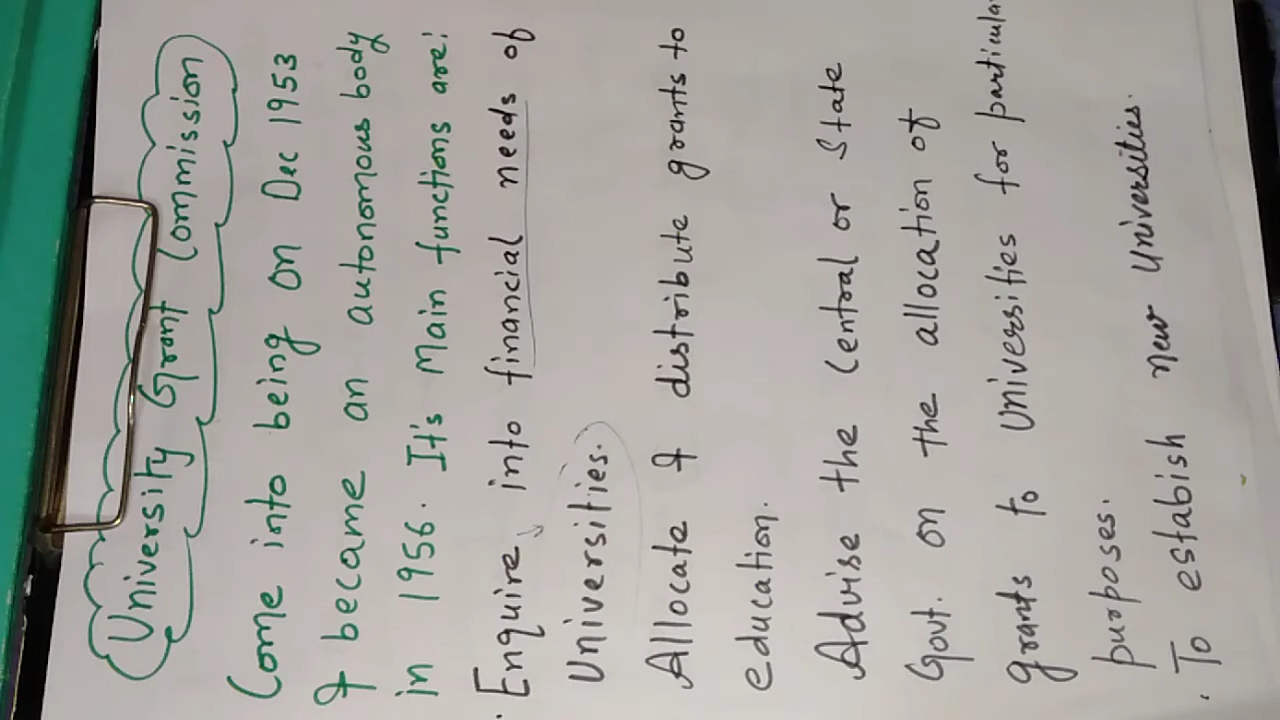 University Grant Commission
Come into being on Dec 1953
& became an autonomous body
in 1956. It's Main functions are:
. Enquire into financial needs of
Universities.
Allocate & distribute grants to
education.
Advise the Central or State
Govt. on the allocation of
grants to Universities for particular
purposes.
. To estabish new Universities.